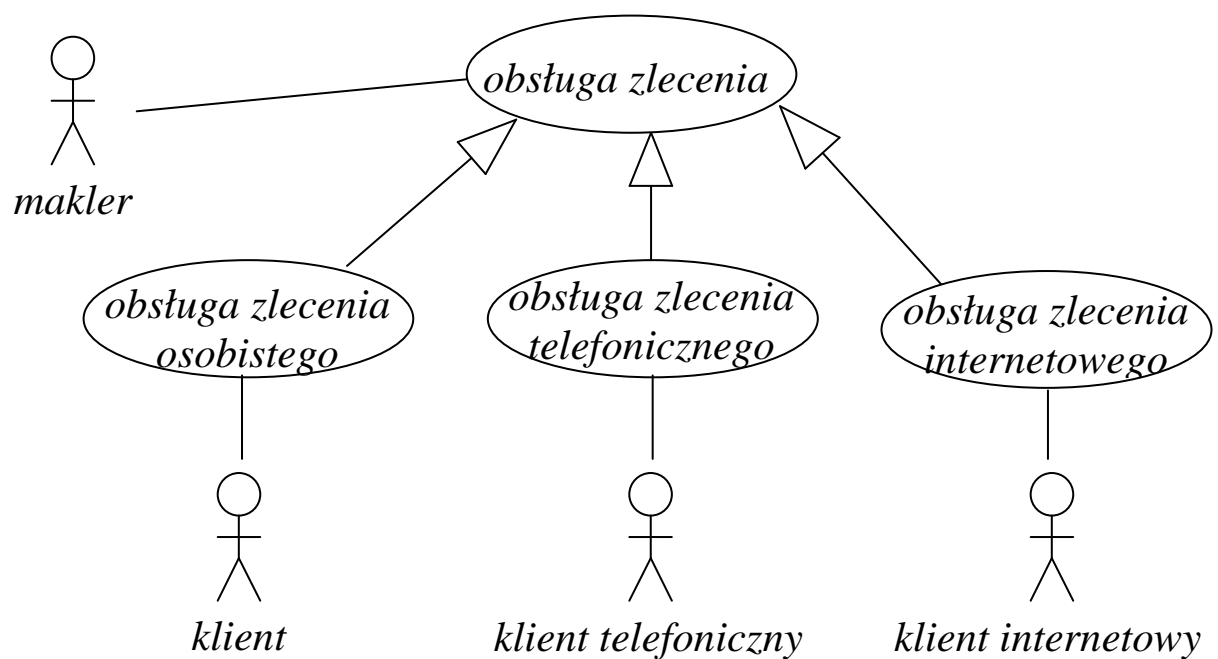 obsługa zlecenia
makler
obsługa zlecenia
osobistego
obsługa zlecenia
telefonicznego
obsługa zlecenia
internetowego
klient
klient telefoniczny
klient internetowy